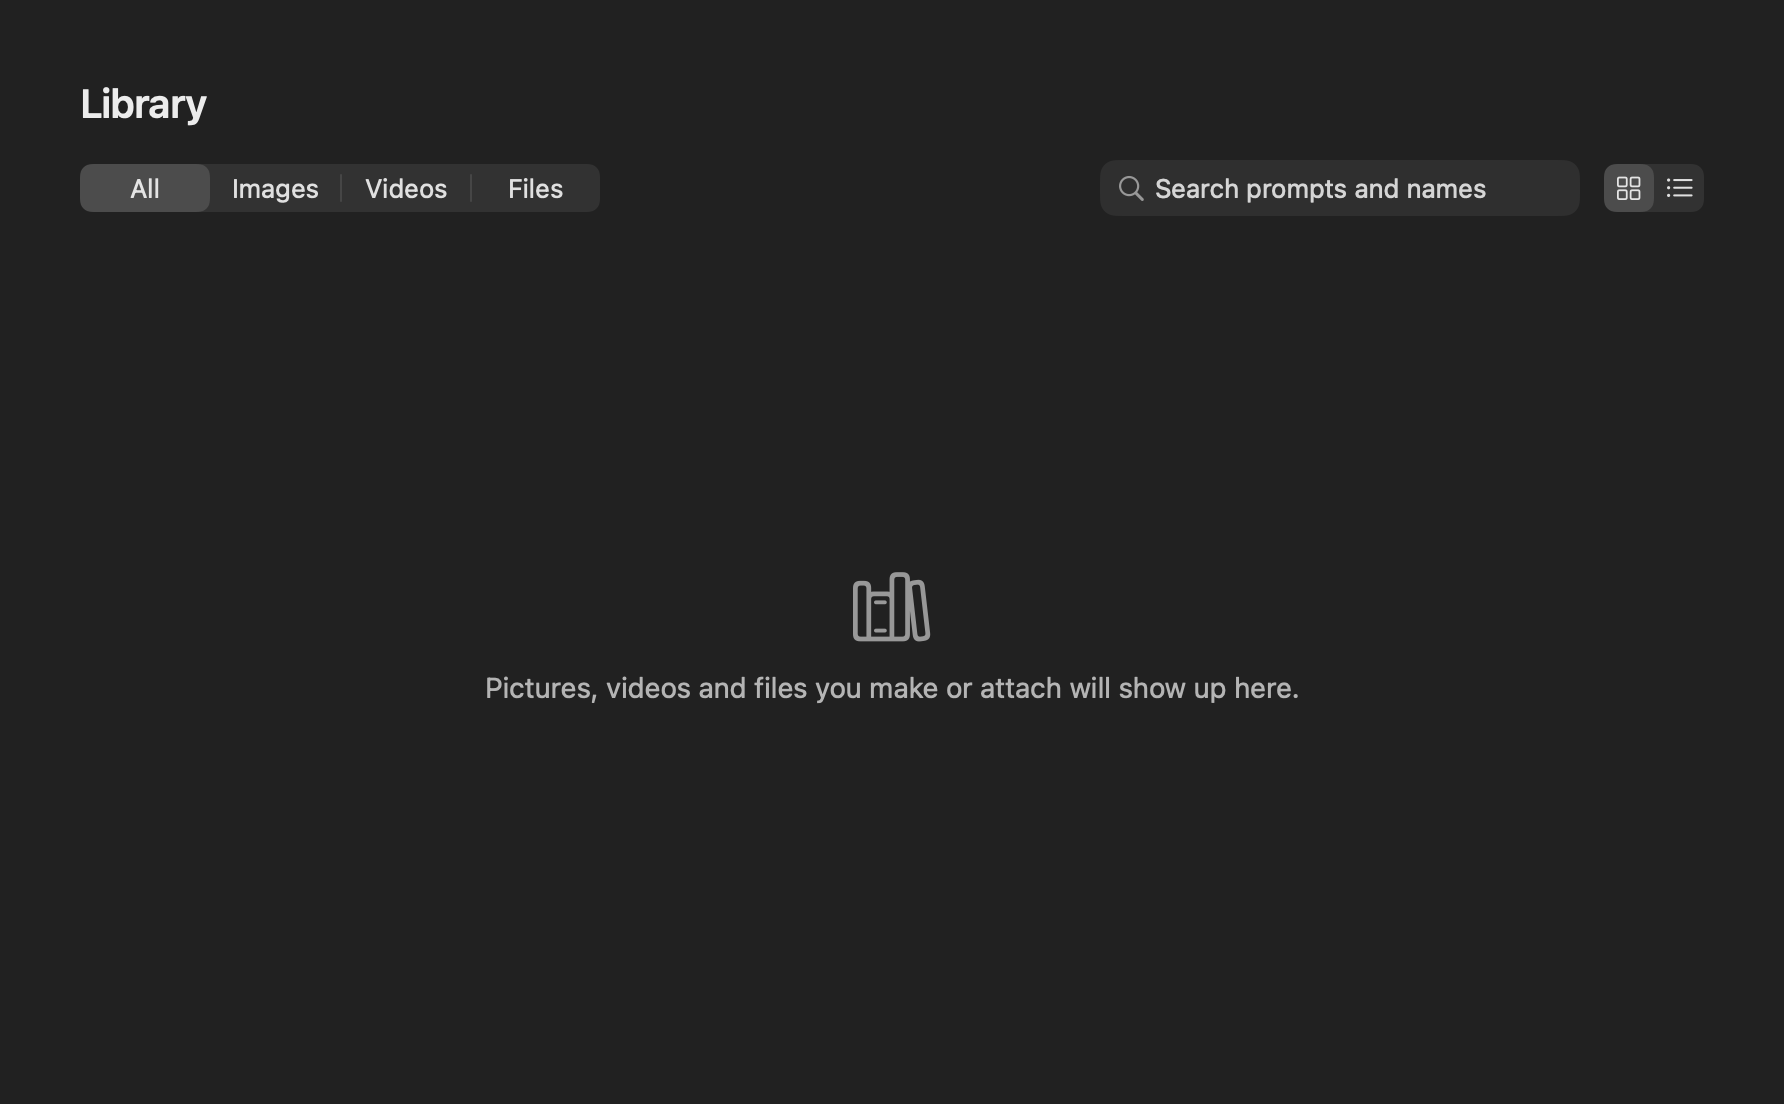 Library
All
Images
Videos
Files
Search prompts and names
Pictures, videos and files you make or attach will show up here.